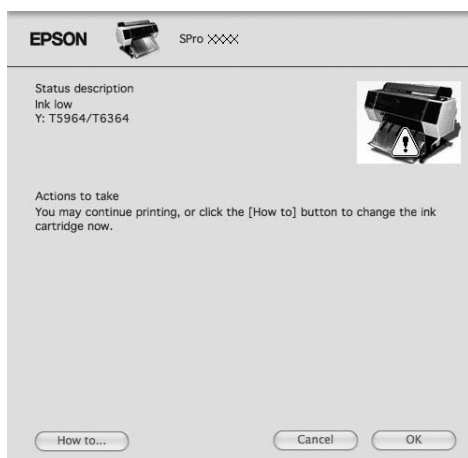 EPSON SPro XXXX
Status description
Ink low
Y: T5964/T6364
Actions to take
You may continue printing, or click the [How to] button to change the ink
cartridge now.
How to... Cancel OK